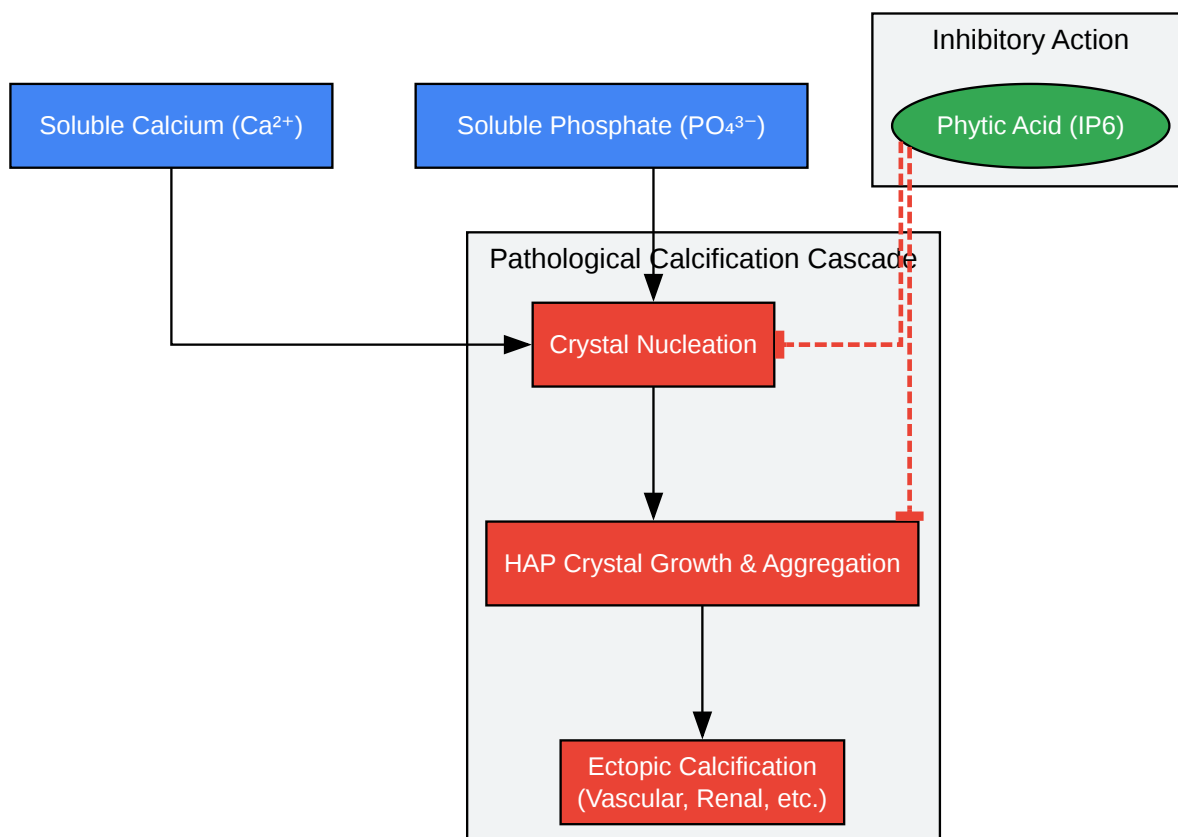 Inhibitory Action
Soluble Calcium (Ca²⁺)
Soluble Phosphate (PO₄³⁻)
Phytic Acid (IP6)
Pathological Calcification Cascade
Crystal Nucleation
HAP Crystal Growth & Aggregation
Ectopic Calcification
(Vascular, Renal, etc.)